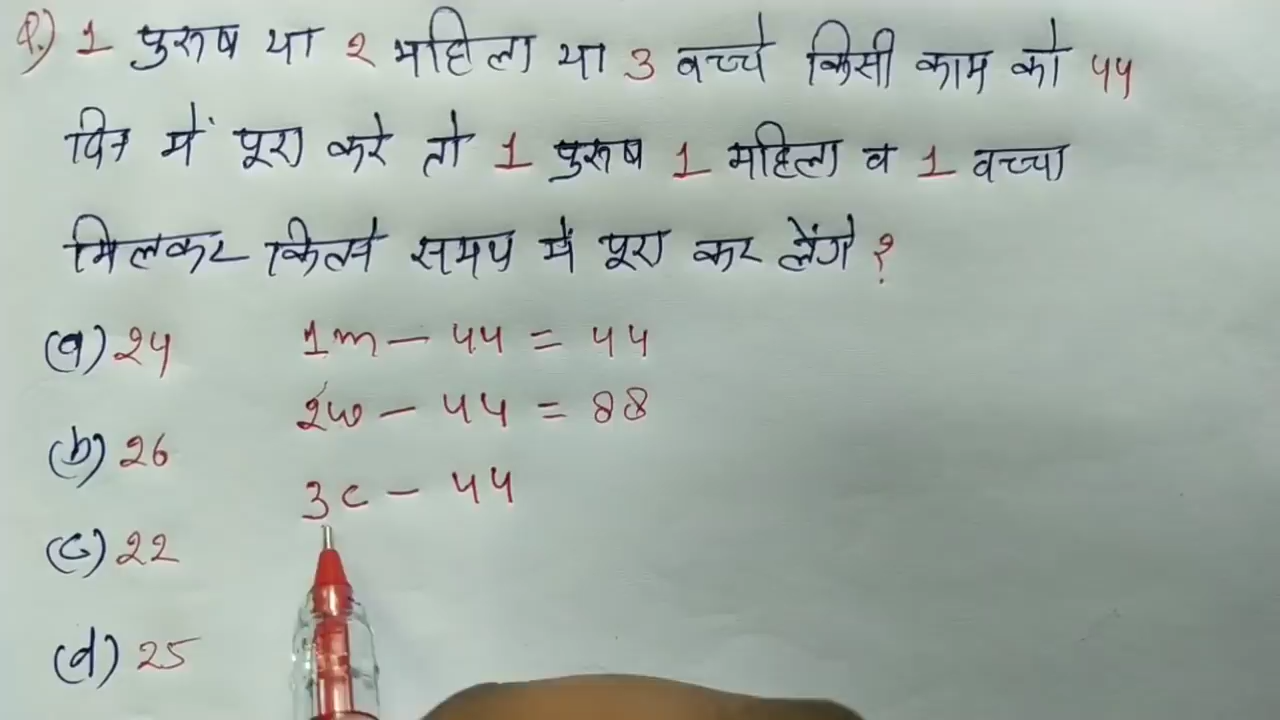 Q.) 1 पुरुष या 2 महिला या 3 बच्चे किसी काम को 44
दिन में पूरा करे तो 1 पुरुष 1 महिला व 1 बच्चा
मिलकर कितने समय में पूरा कर लेंगे ?
(a) 24
1m - 44 = 44
2w - 44 = 88
(b) 26
3c - 44
(c) 22
(d) 25